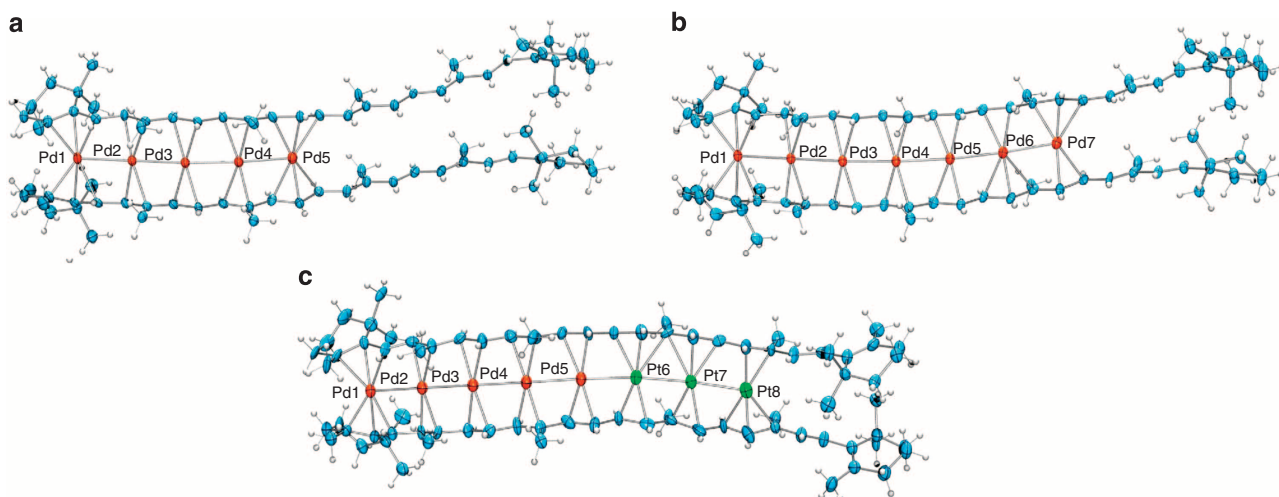 a
b
Pd1 Pd2 Pd3 Pd4 Pd5
Pd1 Pd2 Pd3 Pd4 Pd5 Pd6 Pd7
c
Pd1 Pd2 Pd3 Pd4 Pd5 Pt6 Pt7 Pt8